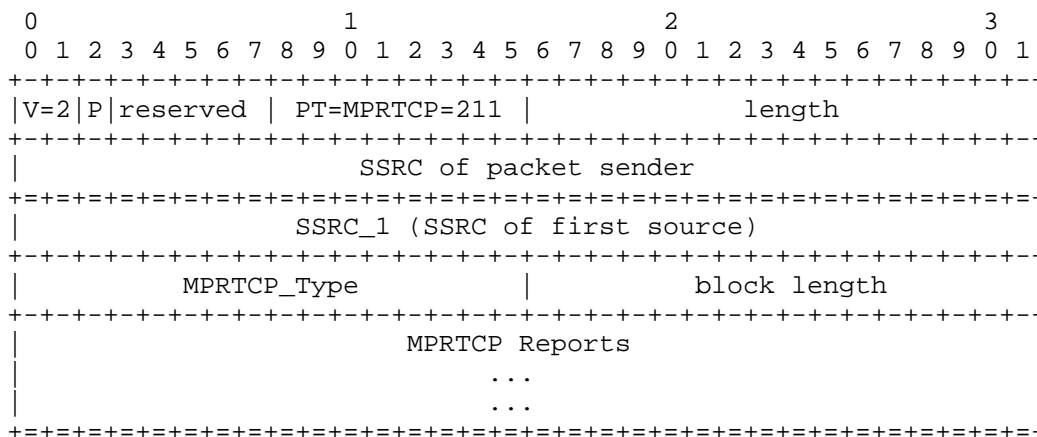 0                   1                   2                   3
 0 1 2 3 4 5 6 7 8 9 0 1 2 3 4 5 6 7 8 9 0 1 2 3 4 5 6 7 8 9 0 1
+-+-+-+-+-+-+-+-+-+-+-+-+-+-+-+-+-+-+-+-+-+-+-+-+-+-+-+-+-+-+-+-
|V=2|P|reserved | PT=MPRTCP=211 |             length
+-+-+-+-+-+-+-+-+-+-+-+-+-+-+-+-+-+-+-+-+-+-+-+-+-+-+-+-+-+-+-+-
|                     SSRC of packet sender
+=+=+=+=+=+=+=+=+=+=+=+=+=+=+=+=+=+=+=+=+=+=+=+=+=+=+=+=+=+=+=+=
|                 SSRC_1 (SSRC of first source)
+-+-+-+-+-+-+-+-+-+-+-+-+-+-+-+-+-+-+-+-+-+-+-+-+-+-+-+-+-+-+-+-
|          MPRTCP_Type          |          block length
+-+-+-+-+-+-+-+-+-+-+-+-+-+-+-+-+-+-+-+-+-+-+-+-+-+-+-+-+-+-+-+-
|                        MPRTCP Reports
|                             ...
|                             ...
+=+=+=+=+=+=+=+=+=+=+=+=+=+=+=+=+=+=+=+=+=+=+=+=+=+=+=+=+=+=+=+=